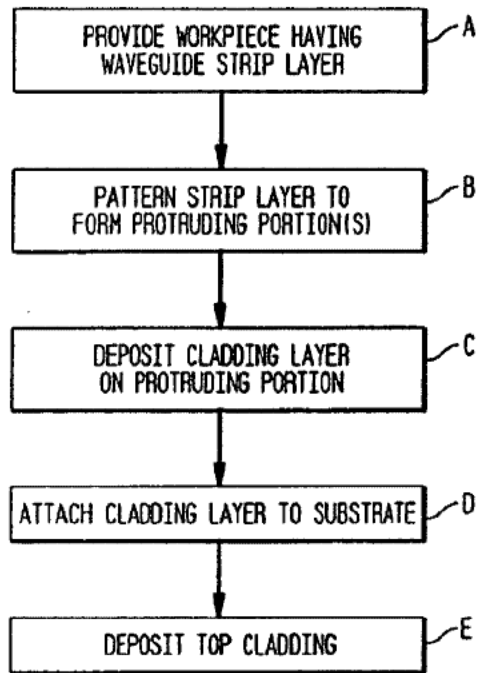 PROVIDE WORKPIECE HAVING
WAVEGUIDE STRIP LAYER
A
PATTERN STRIP LAYER TO
FORM PROTRUDING PORTION(S)
B
DEPOSIT CLADDING LAYER
ON PROTRUDING PORTION
C
ATTACH CLADDING LAYER TO SUBSTRATE
D
DEPOSIT TOP CLADDING
E